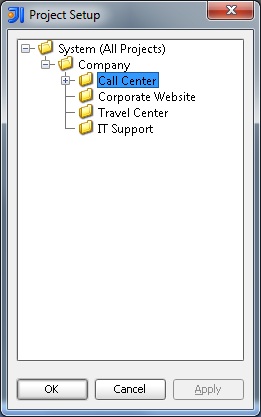 Project Setup
System (All Projects)
Company
Call Center
Corporate Website
Travel Center
IT Support
OK
Cancel
Apply